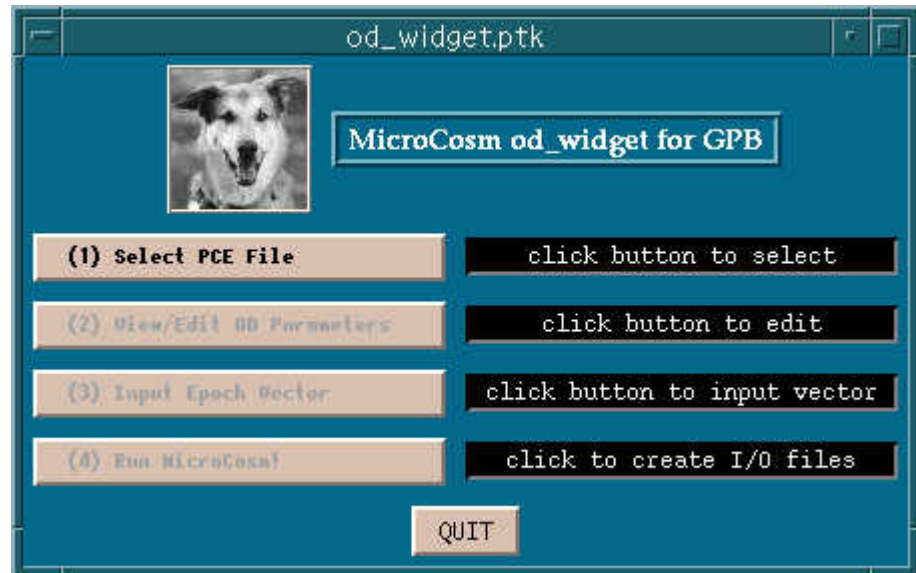 od_widget.ptk
MicroCosm od_widget for GPB
(1) Select PCE File
click button to select
(2) View/Edit OD Parameters
click button to edit
(3) Input Epoch Vector
click button to input vector
(4) Run MicroCosm!
click to create I/O files
QUIT